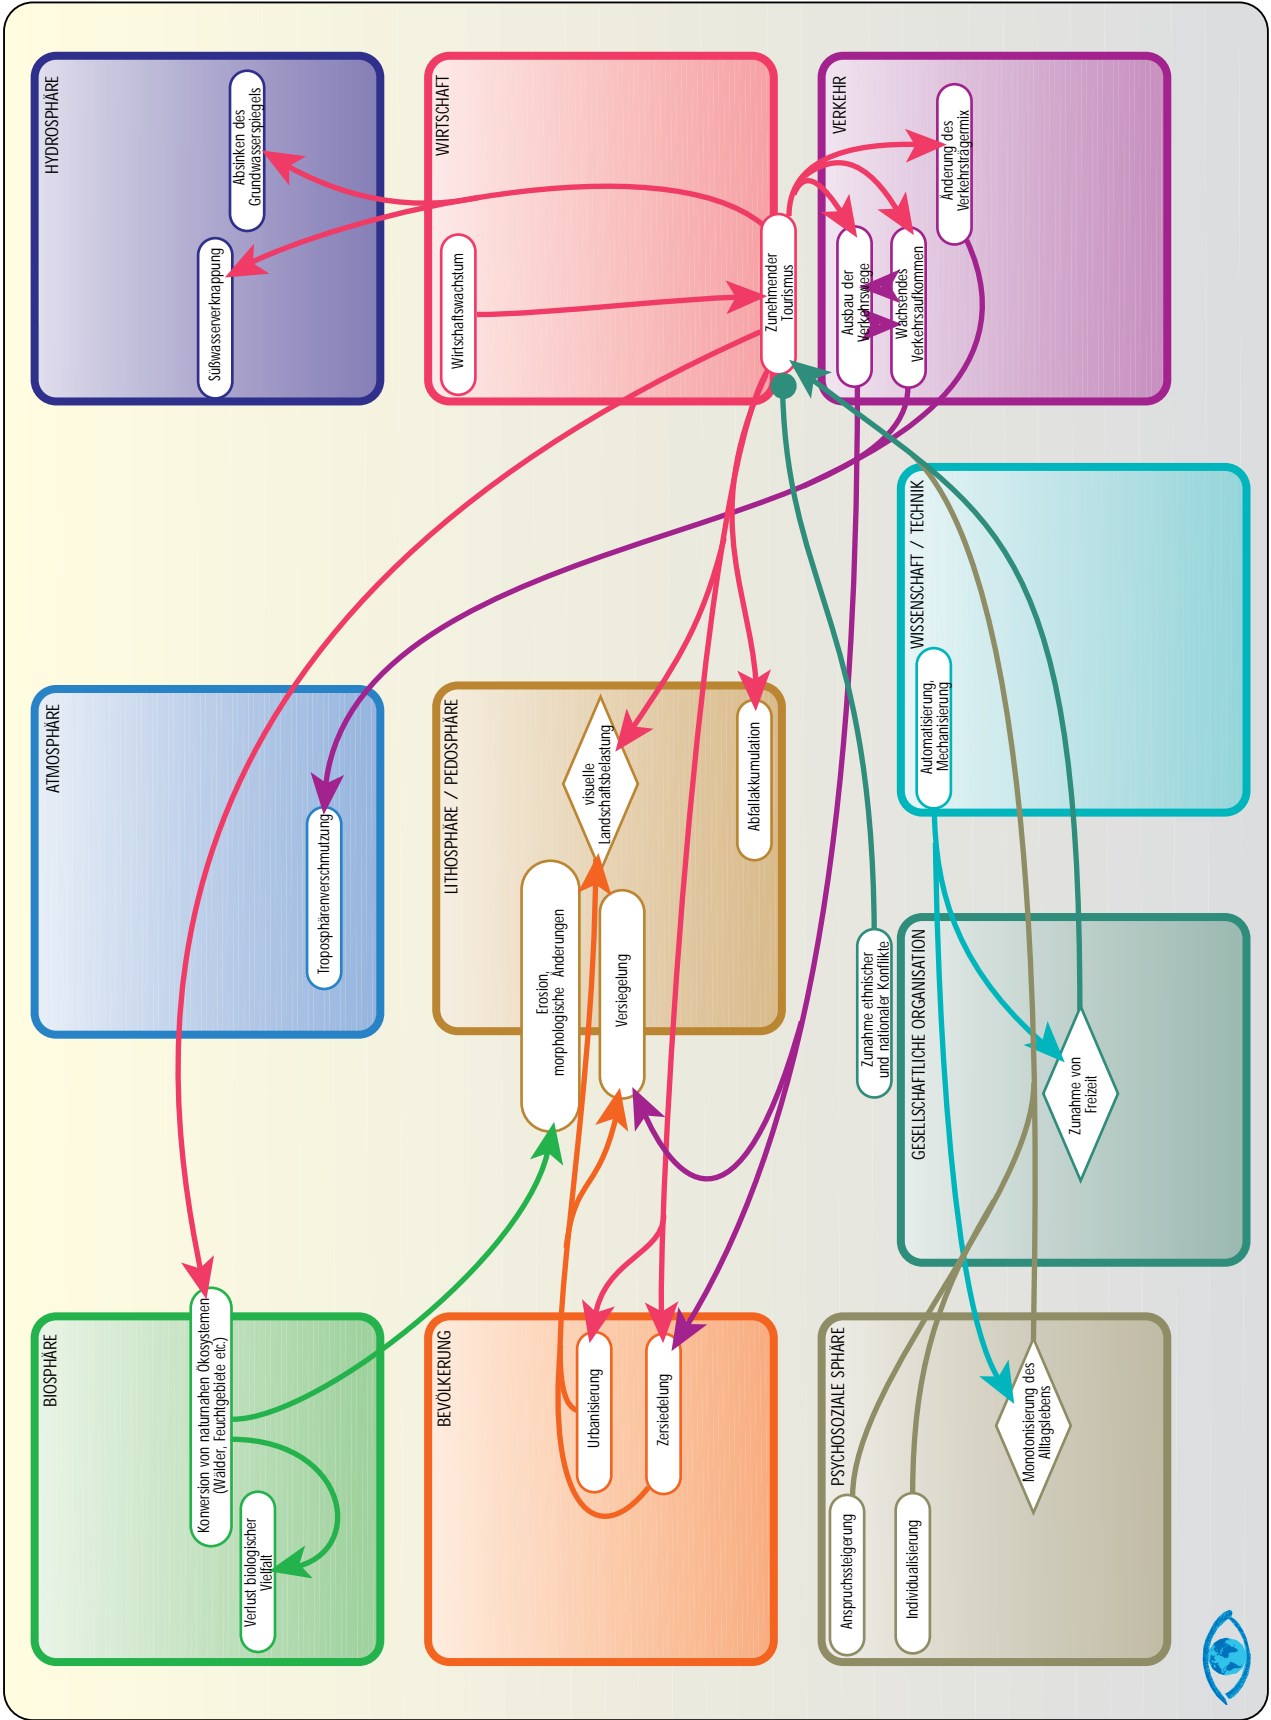 BIOSPHÄRE
Konversion von naturnahen Ökosystemen
(Wälder, Feuchtgebiete etc.)
Verlust biologischer
Vielfalt
ATMOSPHÄRE
Troposphärenverschmutzung
HYDROSPHÄRE
Süßwasserverknappung
Absinken des
Grundwasserspiegels
BEVÖLKERUNG
Urbanisierung
Zersiedelung
LITHOSPHÄRE / PEDOSPHÄRE
Erosion,
morphologische Änderungen
Versiegelung
visuelle
Landschaftsbelastung
Abfallakkumulation
WIRTSCHAFT
Wirtschaftswachstum
Zunehmender
Tourismus
PSYCHOSOZIALE SPHÄRE
Anspruchssteigerung
Individualisierung
Monotonisierung des
Alltagslebens
Zunahme ethnischer
und nationaler Konflikte
GESELLSCHAFTLICHE ORGANISATION
Zunahme von
Freizeit
WISSENSCHAFT / TECHNIK
Automatisierung,
Mechanisierung
VERKEHR
Ausbau der
Verkehrswege
Wachsendes
Verkehrsaufkommen
Änderung des
Verkehrsträgermix